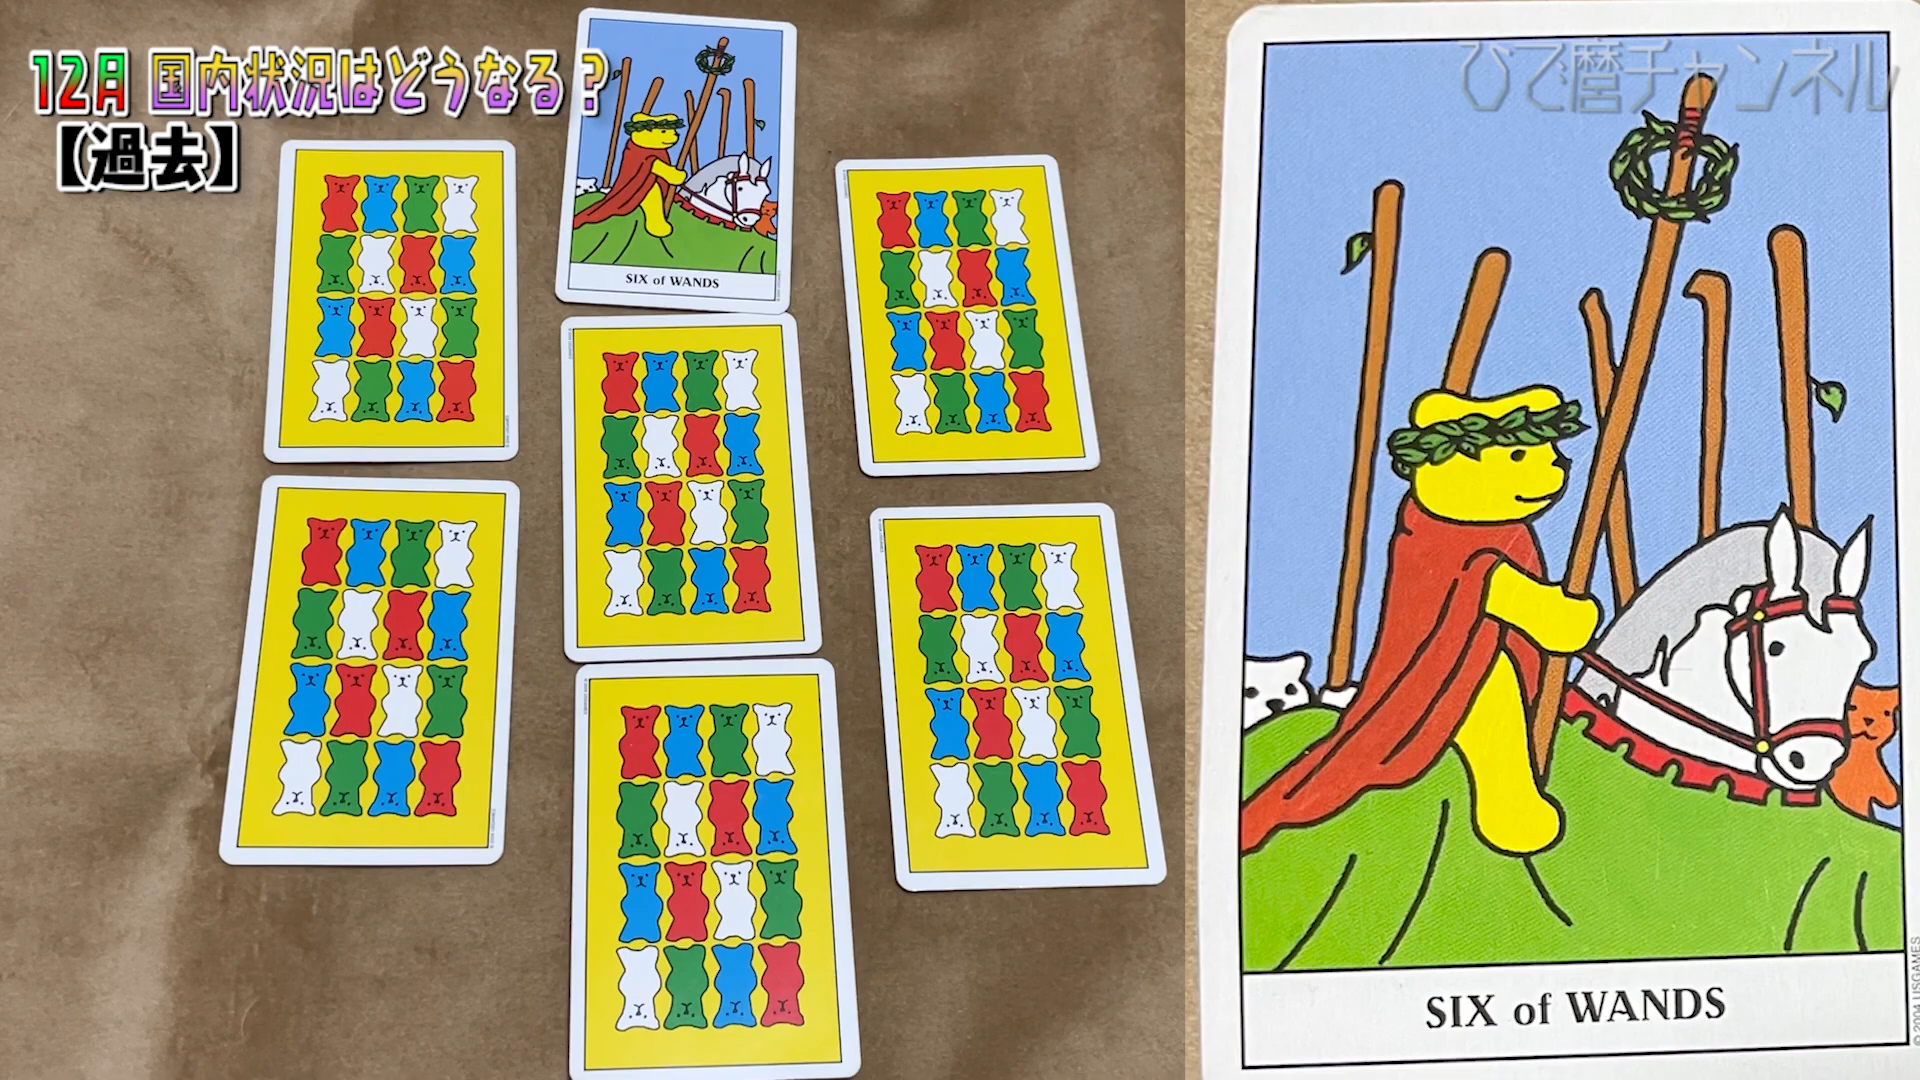 12月 国内状況はどうなる?
【過去】
SIX of WANDS
ひで麿チャンネル
SIX of WANDS
© 2004 USGAMES